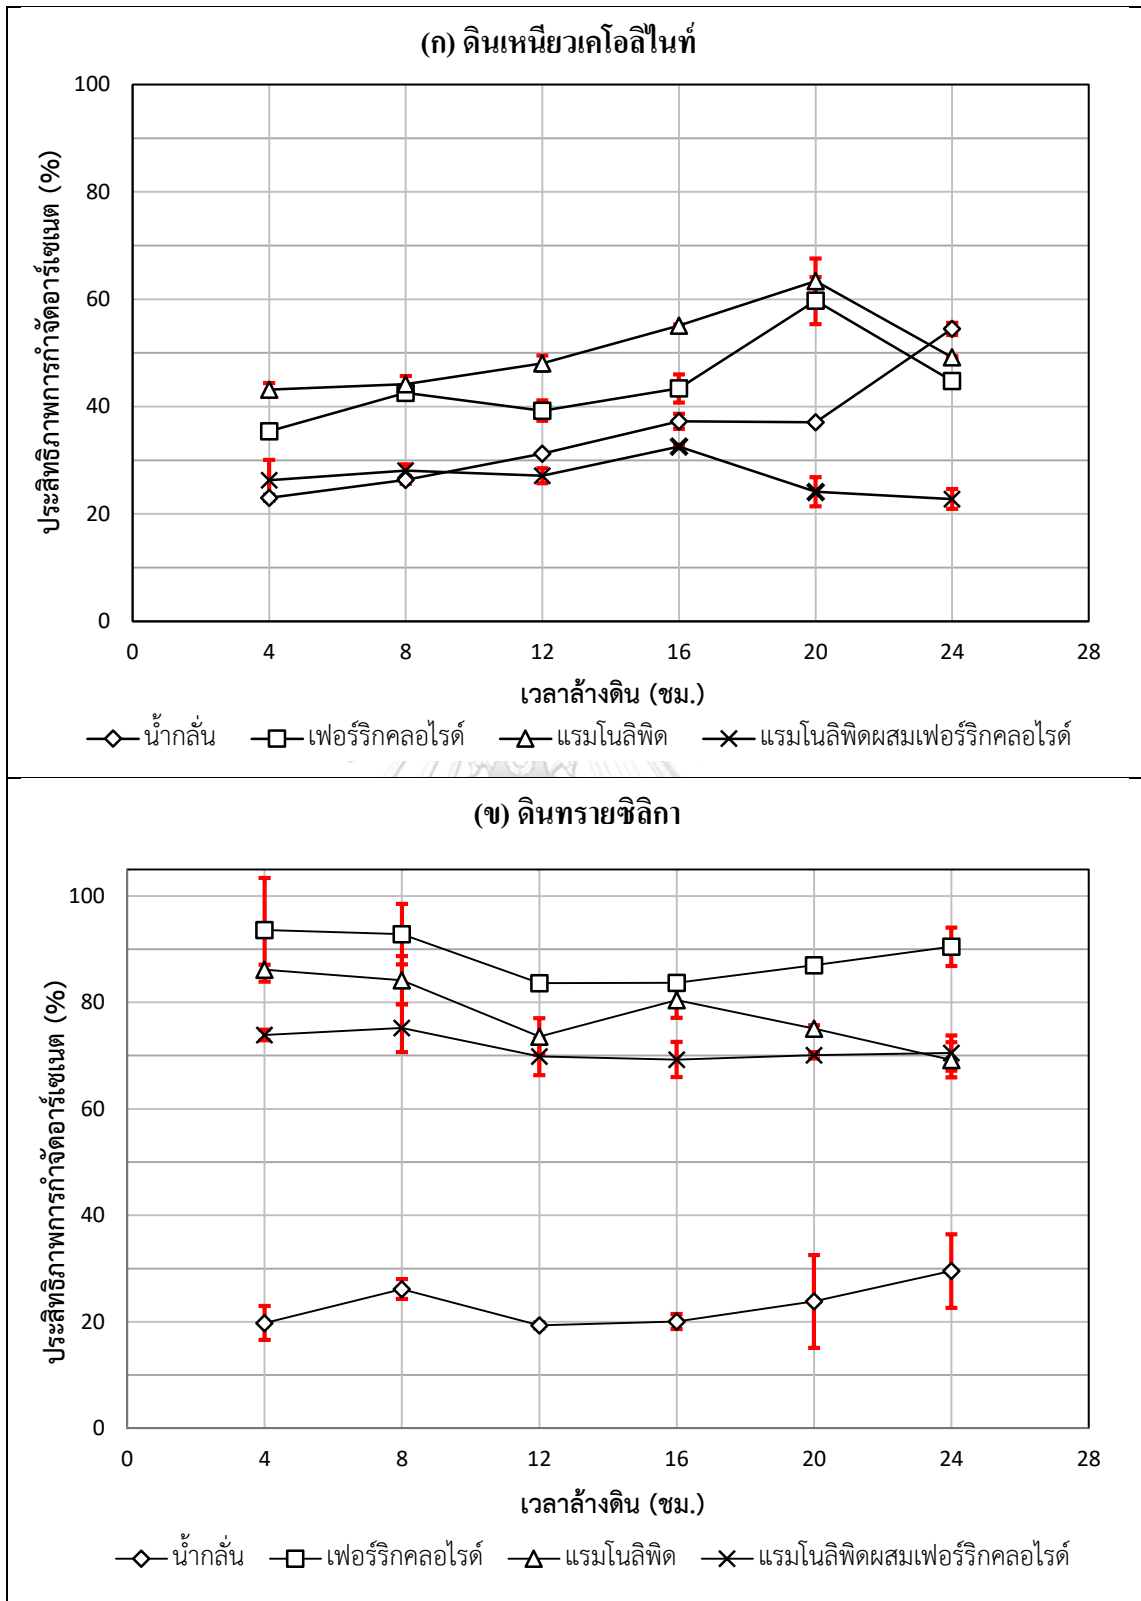 (ก) ดินเหนียวเคโอลิไนท์
ประสิทธิภาพการกำจัดอาร์เซเนต (%)
100
80
60
40
20
0
0 4 8 12 16 20 24 28
เวลาล้างดิน (ชม.)
น้ำกลั่น เฟอร์ริกคลอไรด์ แรมโนลิพิด แรมโนลิพิดผสมเฟอร์ริกคลอไรด์
(ข) ดินทรายซิลิกา
ประสิทธิภาพการกำจัดอาร์เซเนต (%)
100
80
60
40
20
0
0 4 8 12 16 20 24 28
เวลาล้างดิน (ชม.)
น้ำกลั่น เฟอร์ริกคลอไรด์ แรมโนลิพิด แรมโนลิพิดผสมเฟอร์ริกคลอไรด์